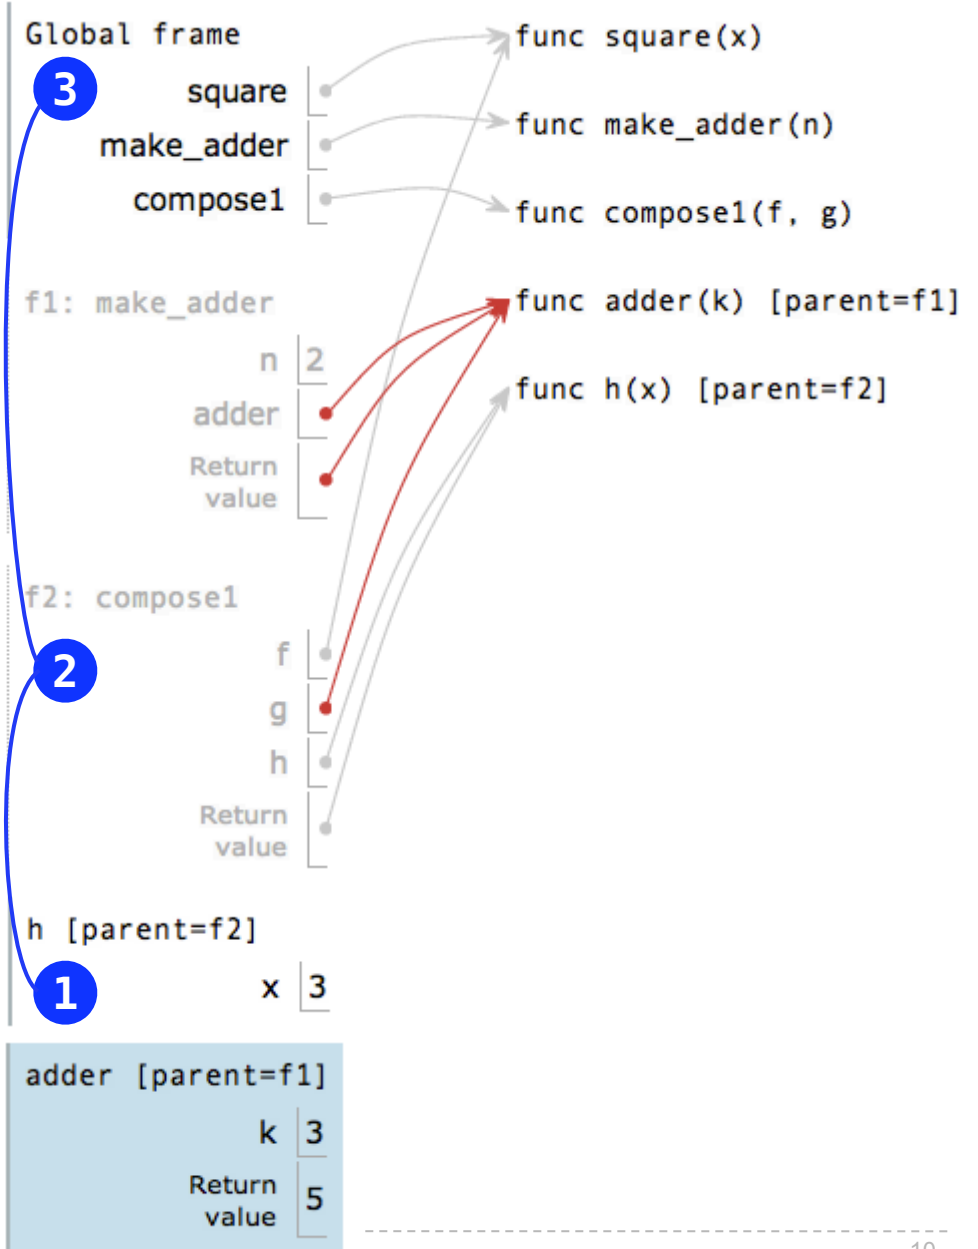 Global frame
func square(x)
3
square
func make_adder(n)
make_adder
compose1
func compose1(f, g)
f1: make_adder
func adder(k) [parent=f1]
n 2
func h(x) [parent=f2]
adder
Return
value
f2: compose1
f
2
g
h
Return
value
h [parent=f2]
1
x 3
adder [parent=f1]
k 3
Return
value
5